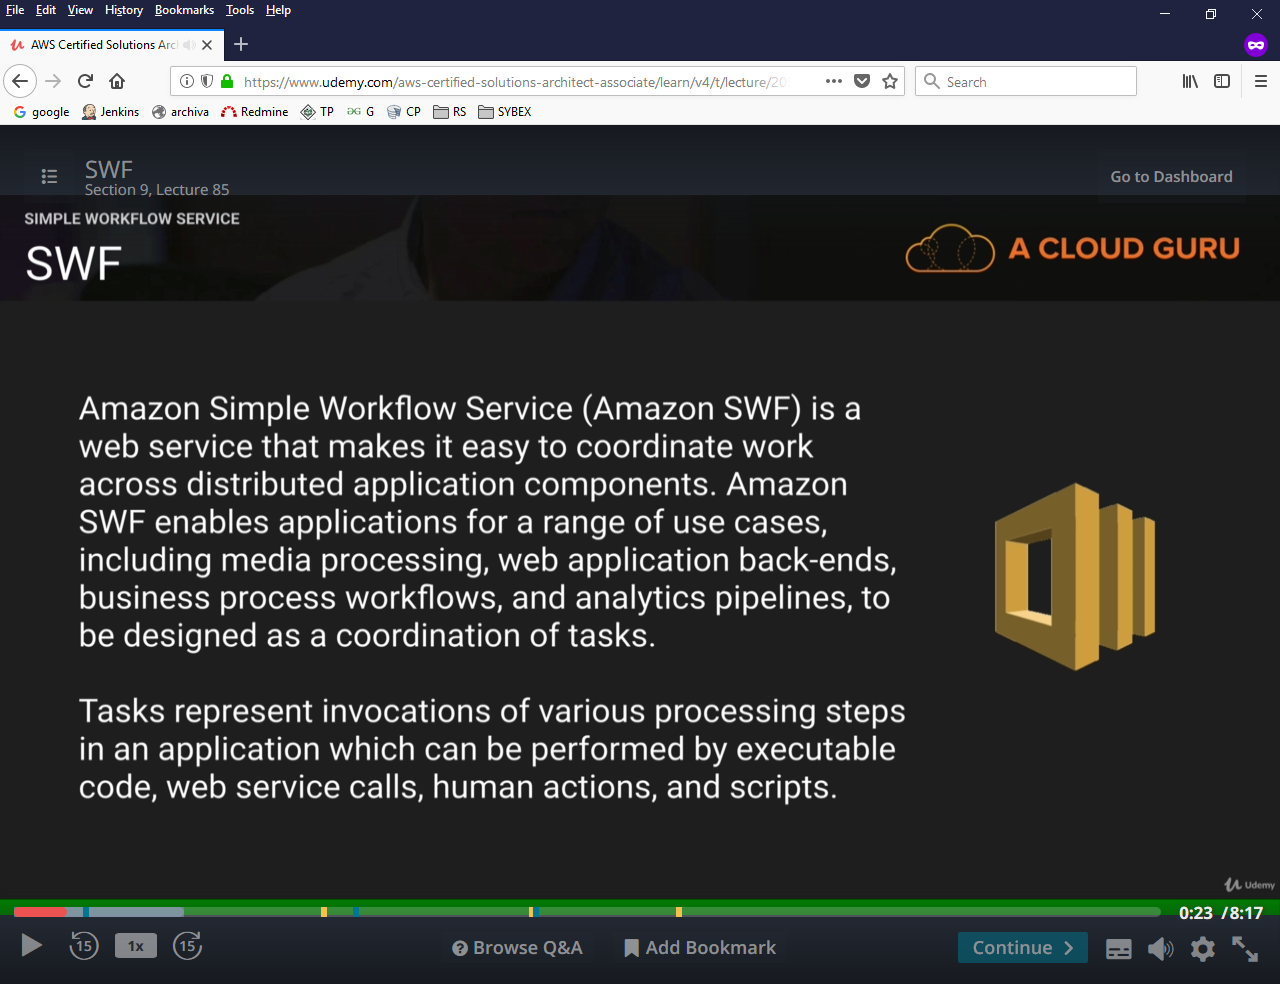 File Edit View History Bookmarks Tools Help
AWS Certified Solutions Arc
https://www.udemy.com/aws-certified-solutions-architect-associate/learn/v4/t/lecture/20
Search
google Jenkins archiva Redmine TP G CP RS SYBEX
SWF
Section 9, Lecture 85
Go to Dashboard
SIMPLE WORKFLOW SERVICE
SWF
A CLOUD GURU
Amazon Simple Workflow Service (Amazon SWF) is a
web service that makes it easy to coordinate work
across distributed application components. Amazon
SWF enables applications for a range of use cases,
including media processing, web application back-ends,
business process workflows, and analytics pipelines, to
be designed as a coordination of tasks.
Tasks represent invocations of various processing steps
in an application which can be performed by executable
code, web service calls, human actions, and scripts.
Udemy
0:23 / 8:17
15 1x 15 Browse Q&A Add Bookmark Continue